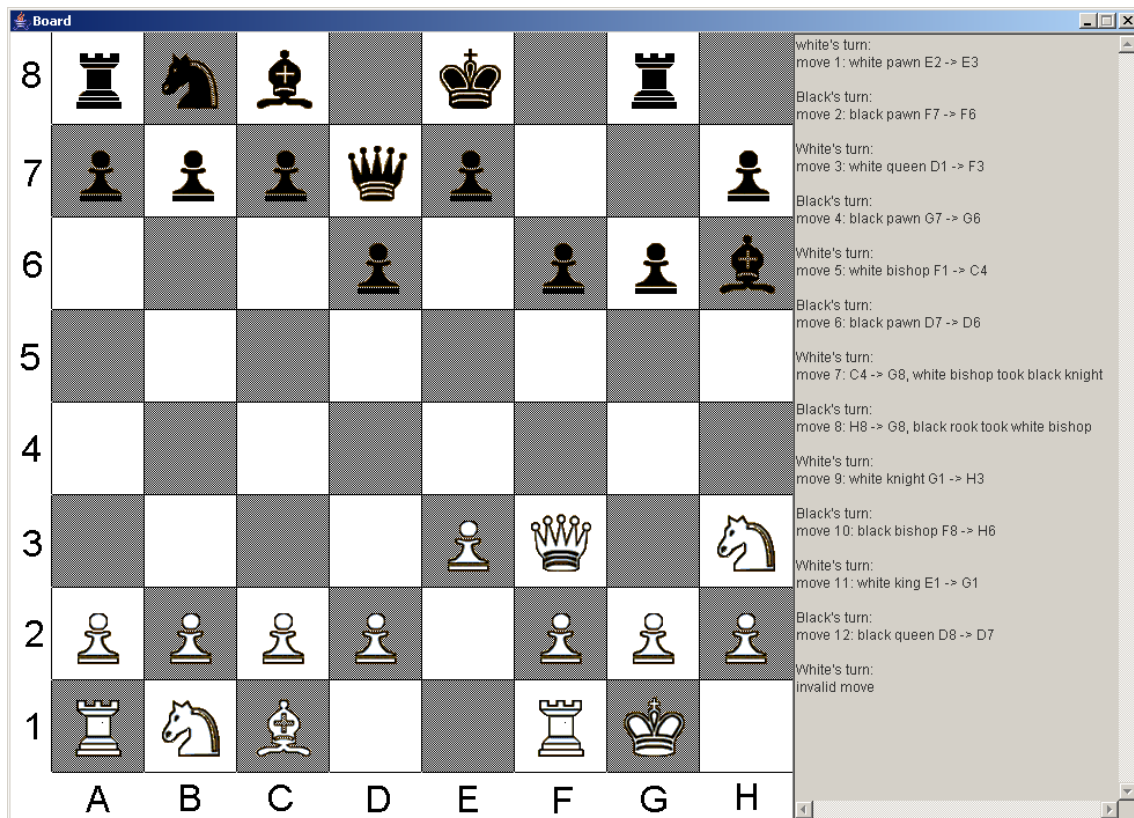 Board
8
7
6
5
4
3
2
1
A B C D E F G H
white's turn:
move 1: white pawn E2 -> E3
Black's turn:
move 2: black pawn F7 -> F6
White's turn:
move 3: white queen D1 -> F3
Black's turn:
move 4: black pawn G7 -> G6
White's turn:
move 5: white bishop F1 -> C4
Black's turn:
move 6: black pawn D7 -> D6
White's turn:
move 7: C4 -> G8, white bishop took black knight
Black's turn:
move 8: H8 -> G8, black rook took white bishop
White's turn:
move 9: white knight G1 -> H3
Black's turn:
move 10: black bishop F8 -> H6
White's turn:
move 11: white king E1 -> G1
Black's turn:
move 12: black queen D8 -> D7
White's turn:
invalid move